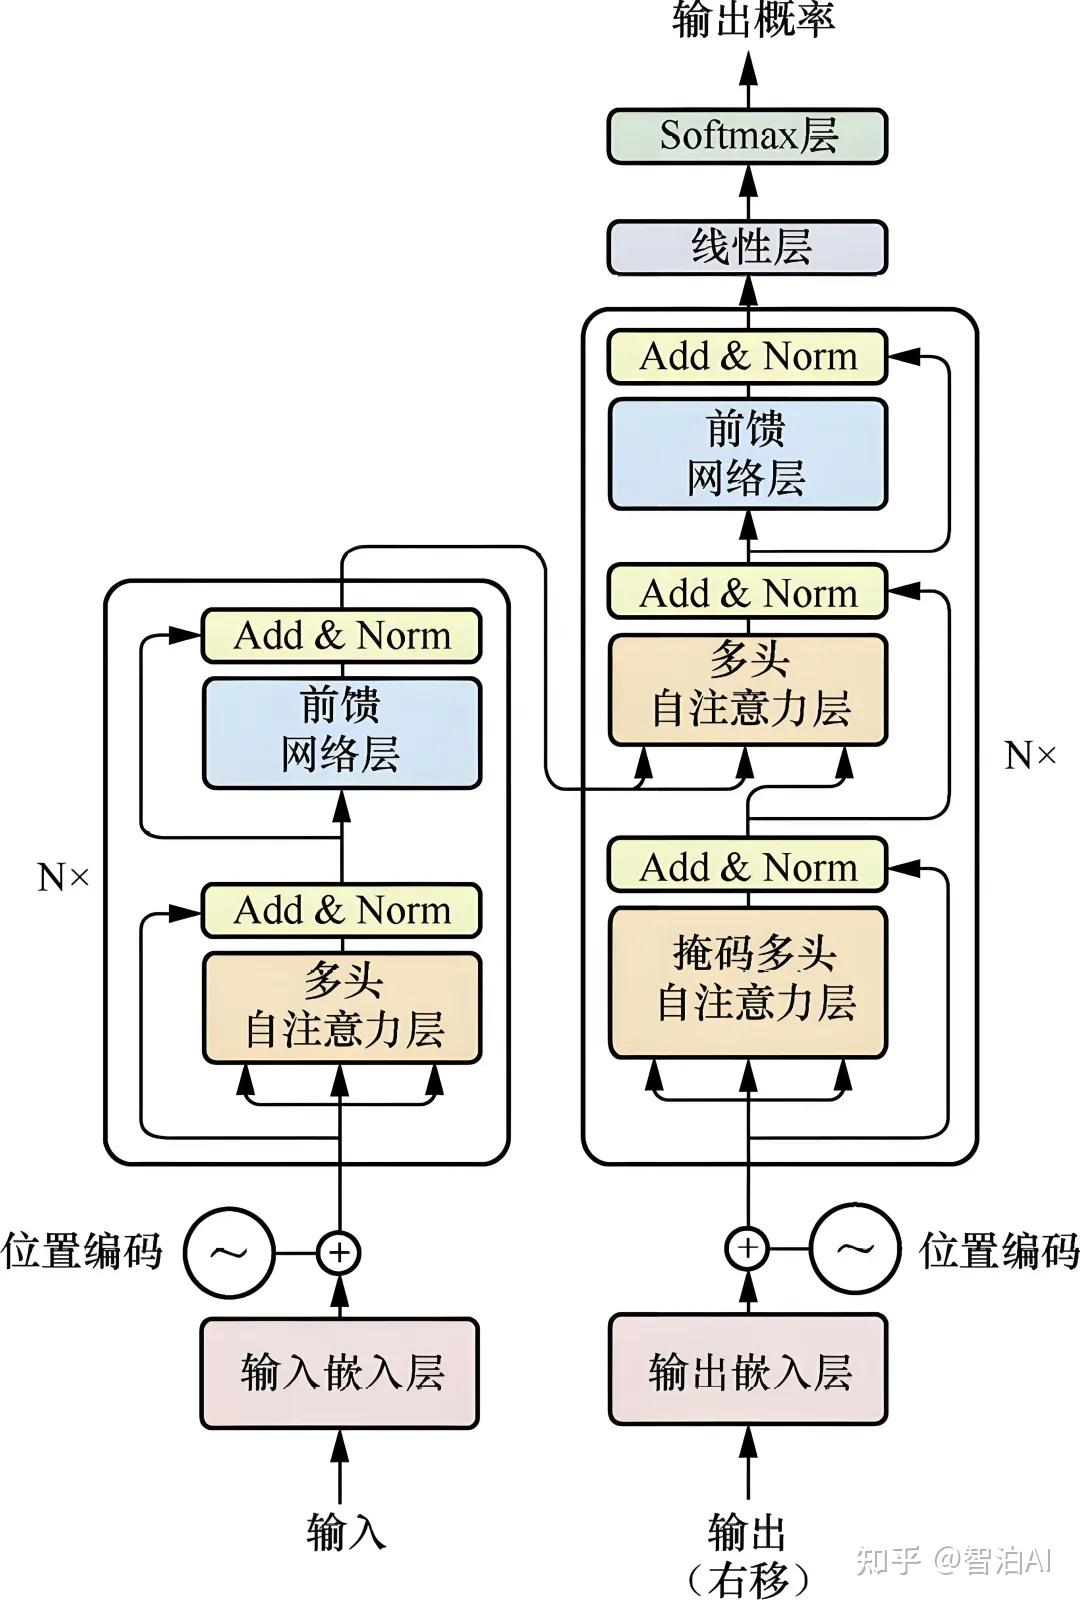 输出概率
Softmax层
线性层
Add & Norm
前馈
网络层
Add & Norm
多头
自注意力层
N×
Add & Norm
掩码多头
自注意力层
Add & Norm
前馈
网络层
N×
Add & Norm
多头
自注意力层
位置编码
~
+
+
~
位置编码
输入嵌入层
输出嵌入层
输入
输出
（右移）
知乎 @智泊AI